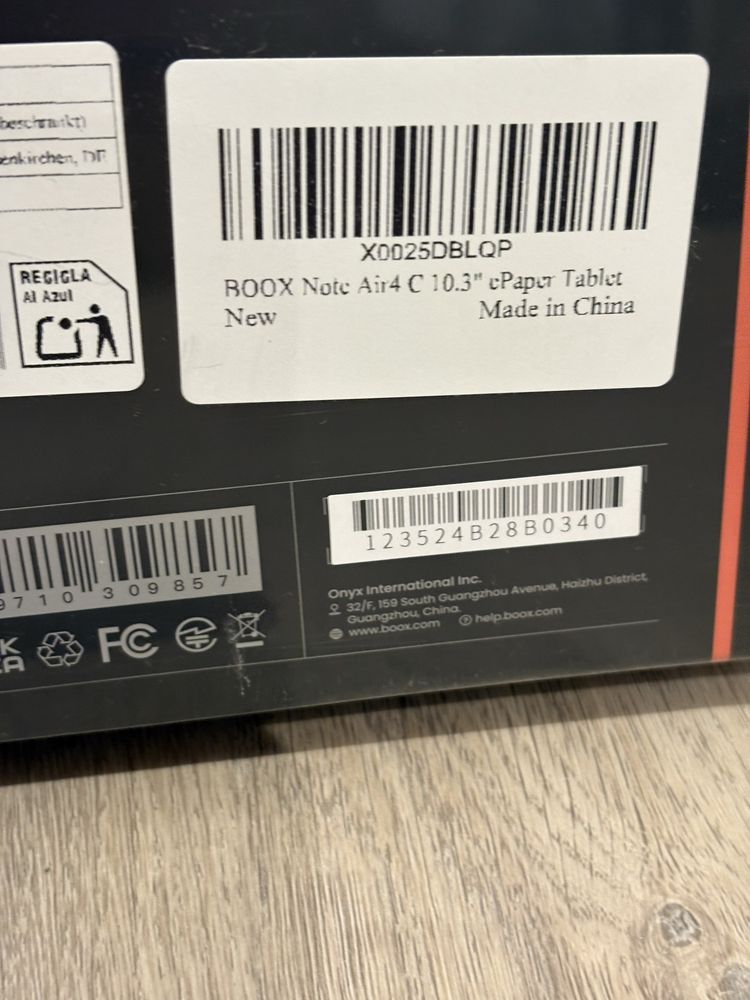 beschränkt)
enkirchen, DE
RECICLA
Al Azul
X0025DBLQP
BOOX Note Air4 C 10.3" ePaper Tablet
New Made in China
9710 309857
123524B28B0340
Onyx International Inc.
32/F, 159 South Guangzhou Avenue, Haizhu District,
Guangzhou, China.
www.boox.com help.boox.com
K
CA
FC